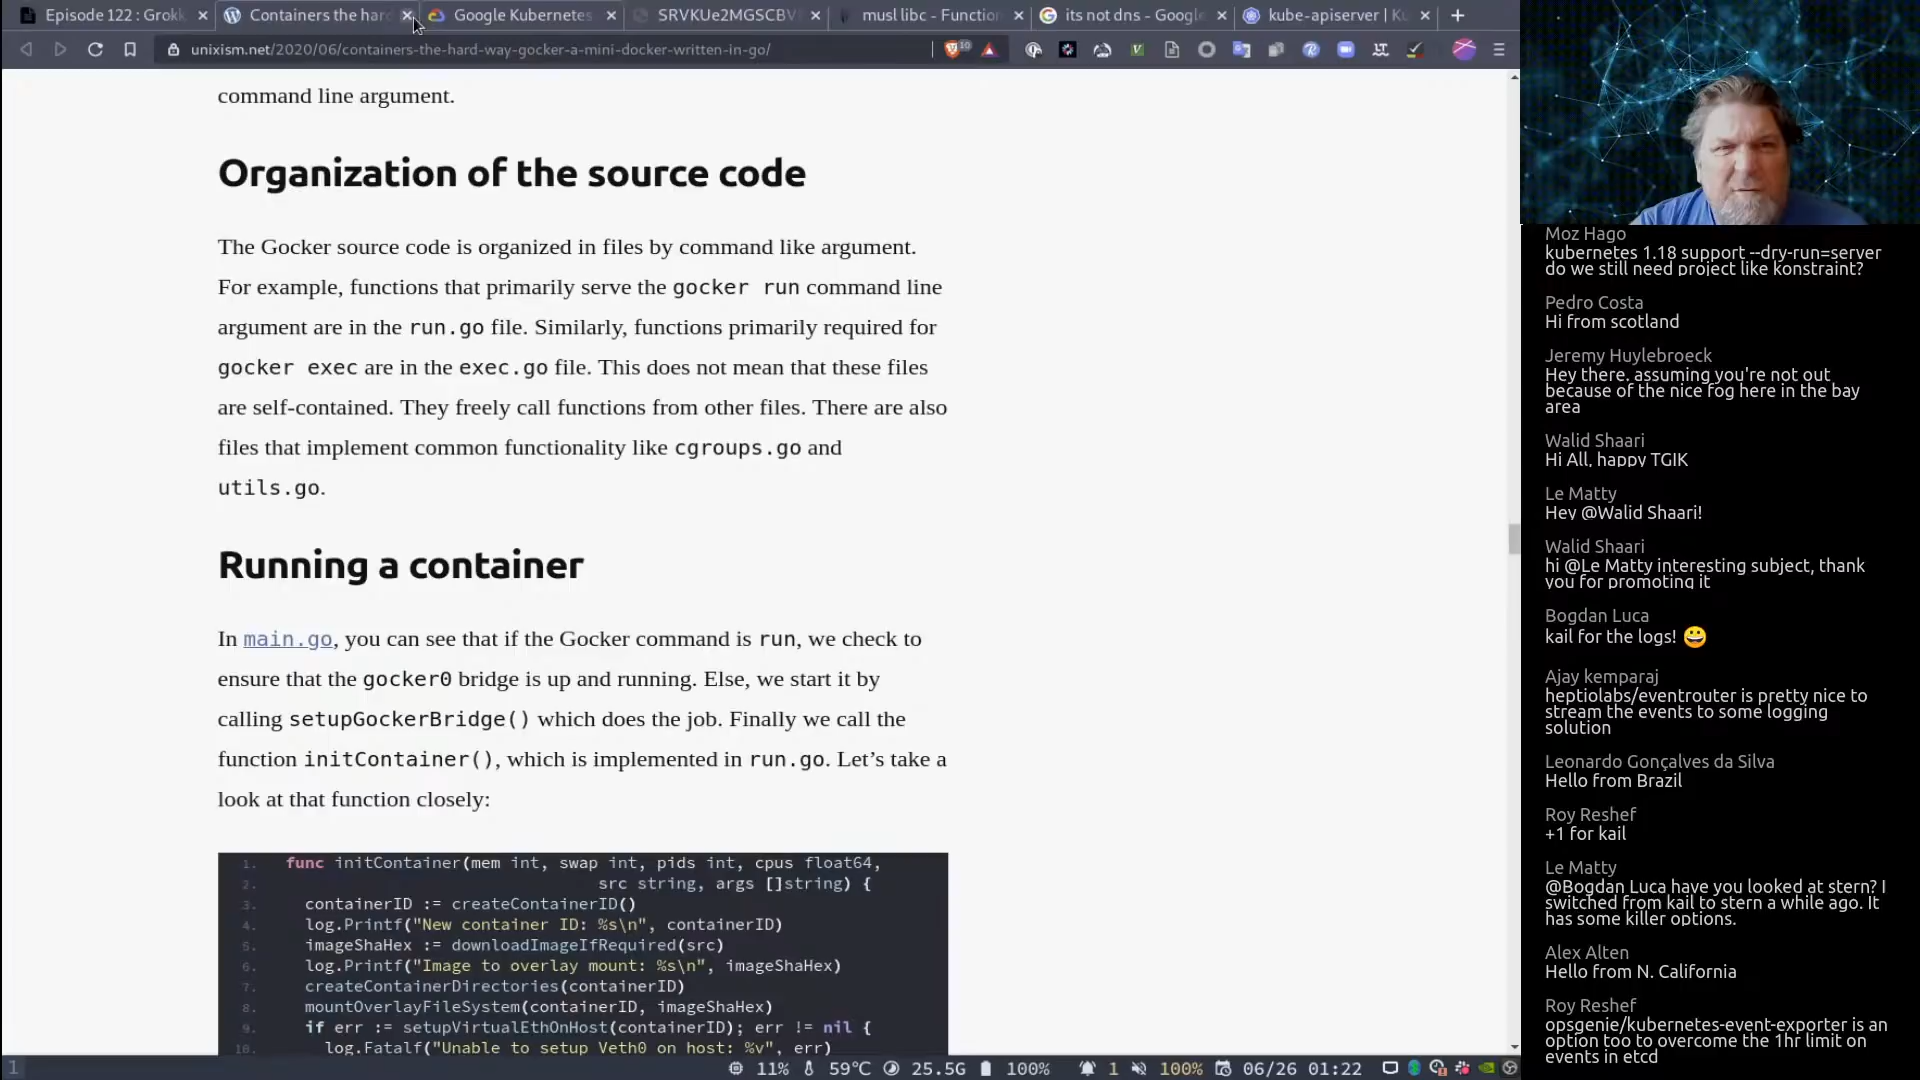 Episode 122 : Grokk
Containers the hard
Google Kubernetes
SRVKUe2MGSCBV
musl libc - Function
its not dns - Google
kube-apiserver | Ku
unixism.net/2020/06/containers-the-hard-way-gocker-a-mini-docker-written-in-go/
10
command line argument.
Organization of the source code
The Gocker source code is organized in files by command like argument.
For example, functions that primarily serve the gocker run command line
argument are in the run.go file. Similarly, functions primarily required for
gocker exec are in the exec.go file. This does not mean that these files
are self-contained. They freely call functions from other files. There are also
files that implement common functionality like cgroups.go and
utils.go.
Running a container
In main.go, you can see that if the Gocker command is run, we check to
ensure that the gocker0 bridge is up and running. Else, we start it by
calling setupGockerBridge() which does the job. Finally we call the
function initContainer(), which is implemented in run.go. Let’s take a
look at that function closely:
1. func initContainer(mem int, swap int, pids int, cpus float64,
2. src string, args []string) {
3. containerID := createContainerID()
4. log.Printf("New container ID: %s\n", containerID)
5. imageShaHex := downloadImageIfRequired(src)
6. log.Printf("Image to overlay mount: %s\n", imageShaHex)
7. createContainerDirectories(containerID)
8. mountOverlayFileSystem(containerID, imageShaHex)
9. if err := setupVirtualEthOnHost(containerID); err != nil {
10. log.Fatalf("Unable to setup Veth0 on host: %v", err)
1
11%
59°C
25.5G
100%
1
100%
06/26 01:22
Moz Hago
kubernetes 1.18 support --dry-run=server
do we still need project like konstraint?
Pedro Costa
Hi from scotland
Jeremy Huylebroeck
Hey there. assuming you're not out
because of the nice fog here in the bay
area
Walid Shaari
Hi All, happy TGIK
Le Matty
Hey @Walid Shaari!
Walid Shaari
hi @Le Matty interesting subject, thank
you for promoting it
Bogdan Luca
kail for the logs! 😀
Ajay kemparaj
heptiolabs/eventrouter is pretty nice to
stream the events to some logging
solution
Leonardo Gonçalves da Silva
Hello from Brazil
Roy Reshef
+1 for kail
Le Matty
@Bogdan Luca have you looked at stern? I
switched from kail to stern a while ago. It
has some killer options.
Alex Alten
Hello from N. California
Roy Reshef
opsgenie/kubernetes-event-exporter is an
option too to overcome the 1hr limit on
events in etcd